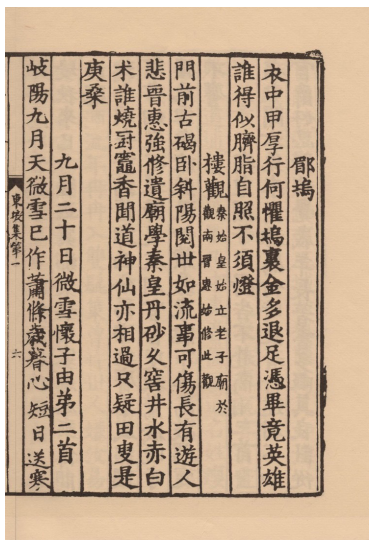 郿塢
衣中甲厚行何懼塢裏金多退足憑畢竟英雄
誰得似臍脂自照不須燈
樓觀秦始皇始立老子廟於
觀南晉惠始修此觀
門前古碣臥斜陽閱世如流事可傷長有遊人
悲晉惠強修遺廟學秦皇丹砂久窖井水赤白
术誰燒𠖇竈香聞道神仙亦相過只疑田叟是
庚桑
九月二十日微雪懷子由弟二首
岐陽九月天微雪已作蕭條歲暮心短日送寒
東坡集第一
六